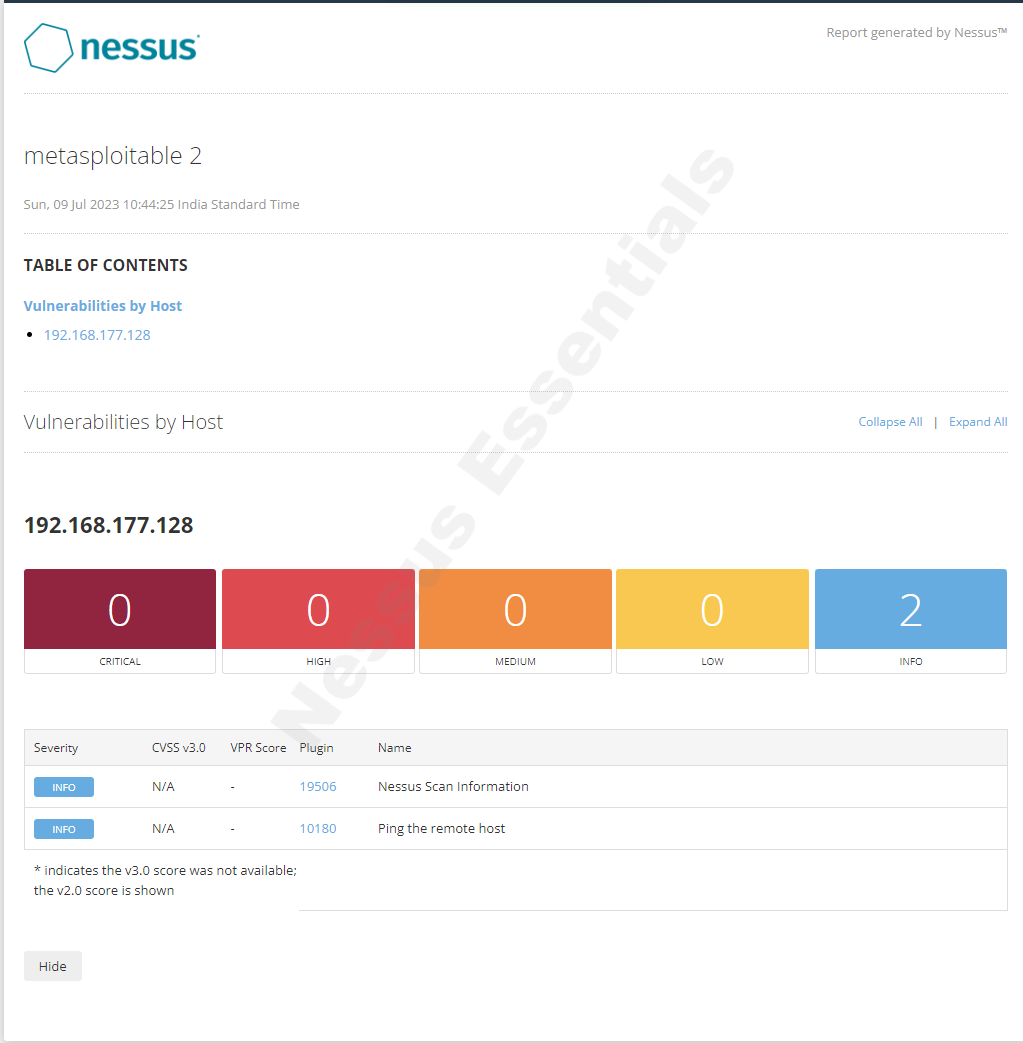 nessus
Report generated by Nessus™
metasploitable 2
Sun, 09 Jul 2023 10:44:25 India Standard Time
TABLE OF CONTENTS
Vulnerabilities by Host
• 192.168.177.128
Vulnerabilities by Host
Collapse All | Expand All
192.168.177.128
0 0 0 0 2
CRITICAL HIGH MEDIUM LOW INFO
Severity CVSS v3.0 VPR Score Plugin Name
INFO N/A - 19506 Nessus Scan Information
INFO N/A - 10180 Ping the remote host
* indicates the v3.0 score was not available;
the v2.0 score is shown
Hide
Nessus Essentials